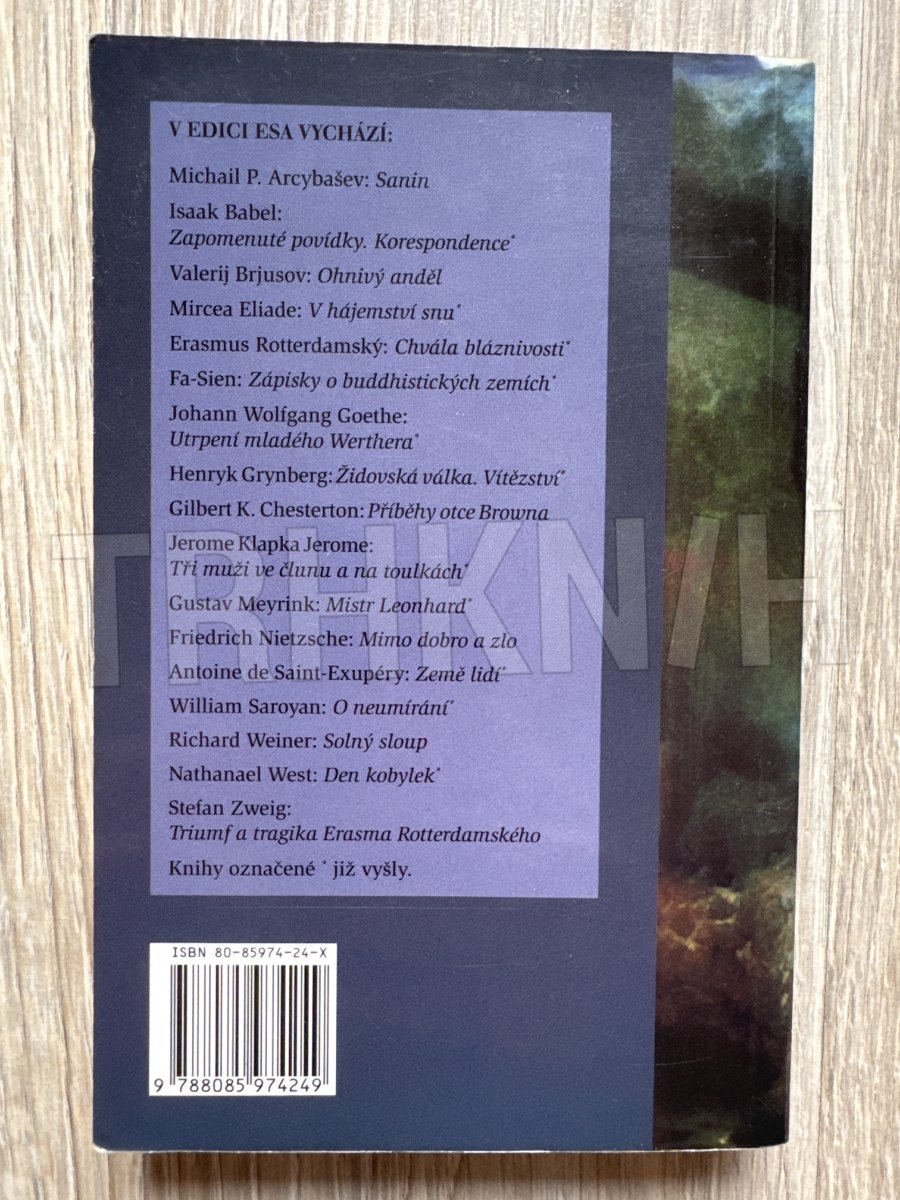 V EDICI ESA VYCHÁZÍ:
Michail P. Arcybašev: Sanin
Isaak Babel:
Zapomenuté povídky. Korespondence*
Valerij Brjusov: Ohnivý anděl
Mircea Eliade: V hájemství snu*
Erasmus Rotterdamský: Chvála bláznivosti*
Fa-Sien: Zápisky o buddhistických zemích*
Johann Wolfgang Goethe:
Utrpení mladého Werthera*
Henryk Grynberg: Židovská válka. Vítězství*
Gilbert K. Chesterton: Příběhy otce Browna
Jerome Klapka Jerome:
Tři muži ve člunu a na toulkách*
TRHKNIH
Gustav Meyrink: Mistr Leonhard*
Friedrich Nietzsche: Mimo dobro a zlo
Antoine de Saint-Exupéry: Země lidí*
William Saroyan: O neumírání*
Richard Weiner: Solný sloup
Nathanael West: Den kobylek*
Stefan Zweig:
Triumf a tragika Erasma Rotterdamského
Knihy označené * již vyšly.
ISBN 80-85974-24-X
9 788085 974249